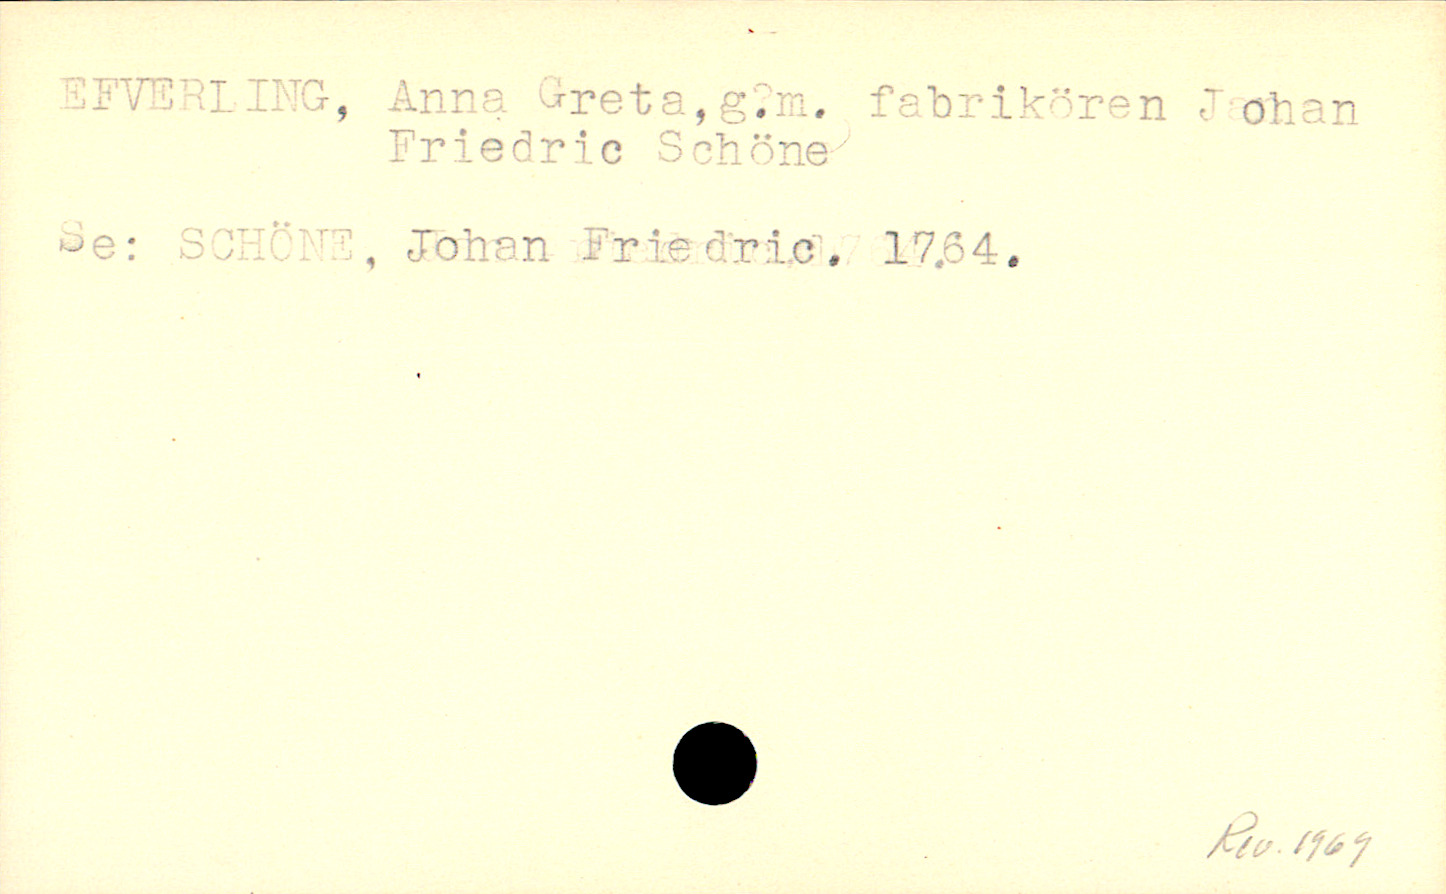 EFVERLING, Anna Greta,g?m. fabrikören Johan
Friedric Schöne
Se: SCHÖNE, Johan Friedric. 1764.
Rev. 1969